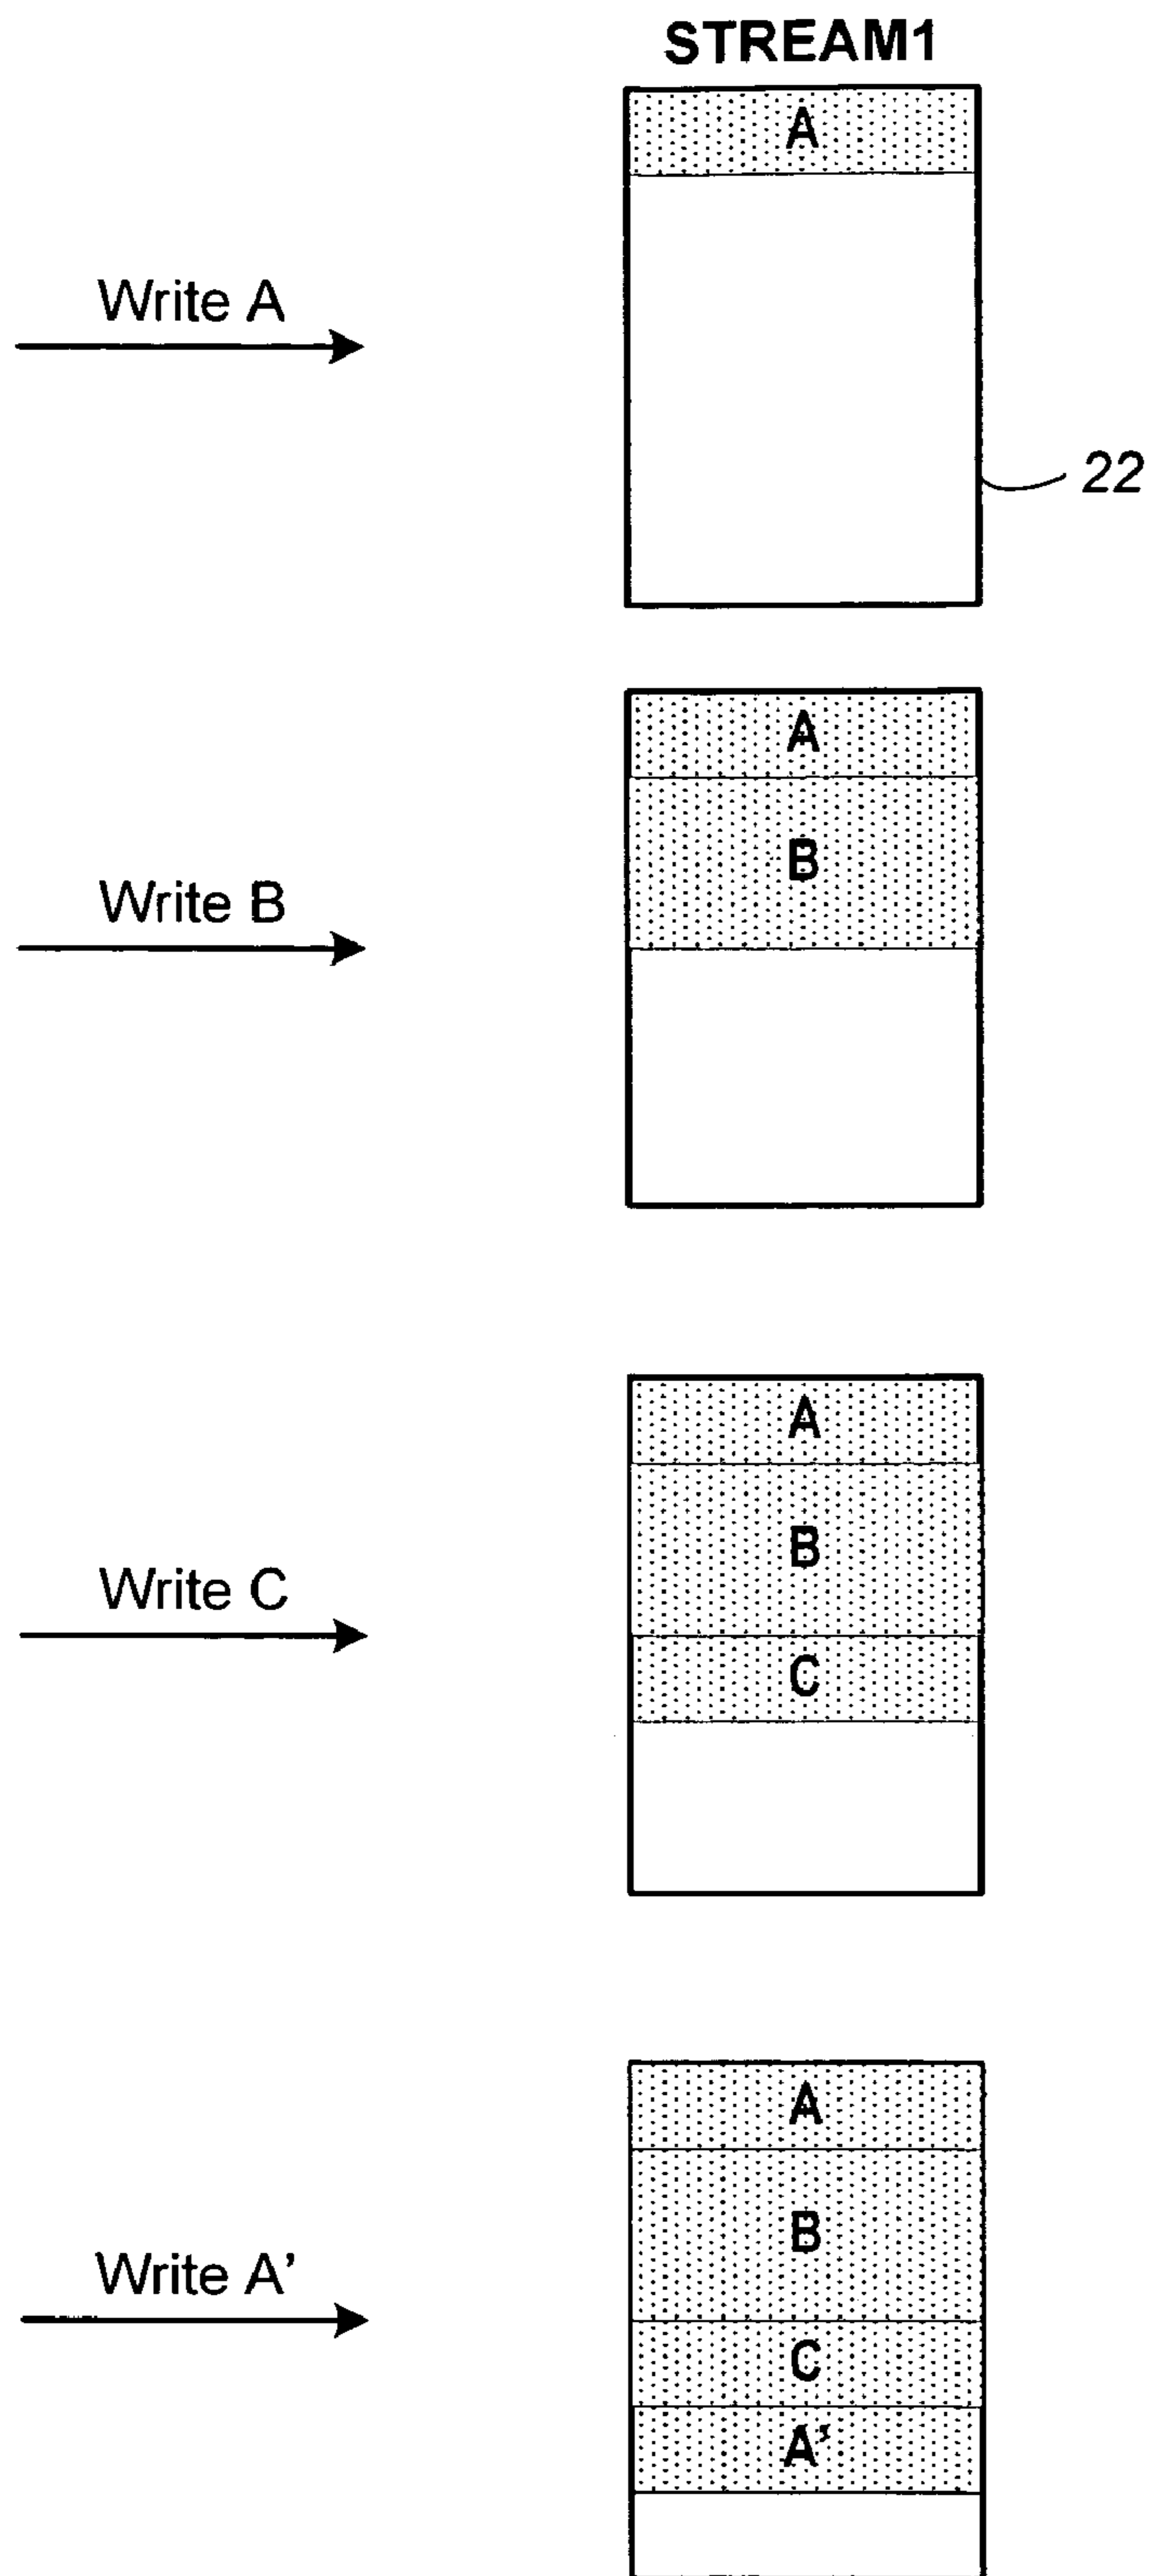 STREAM1
A
Write A
22
A
B
Write B
A
B
Write C
C
A
B
Write A’
C
A’